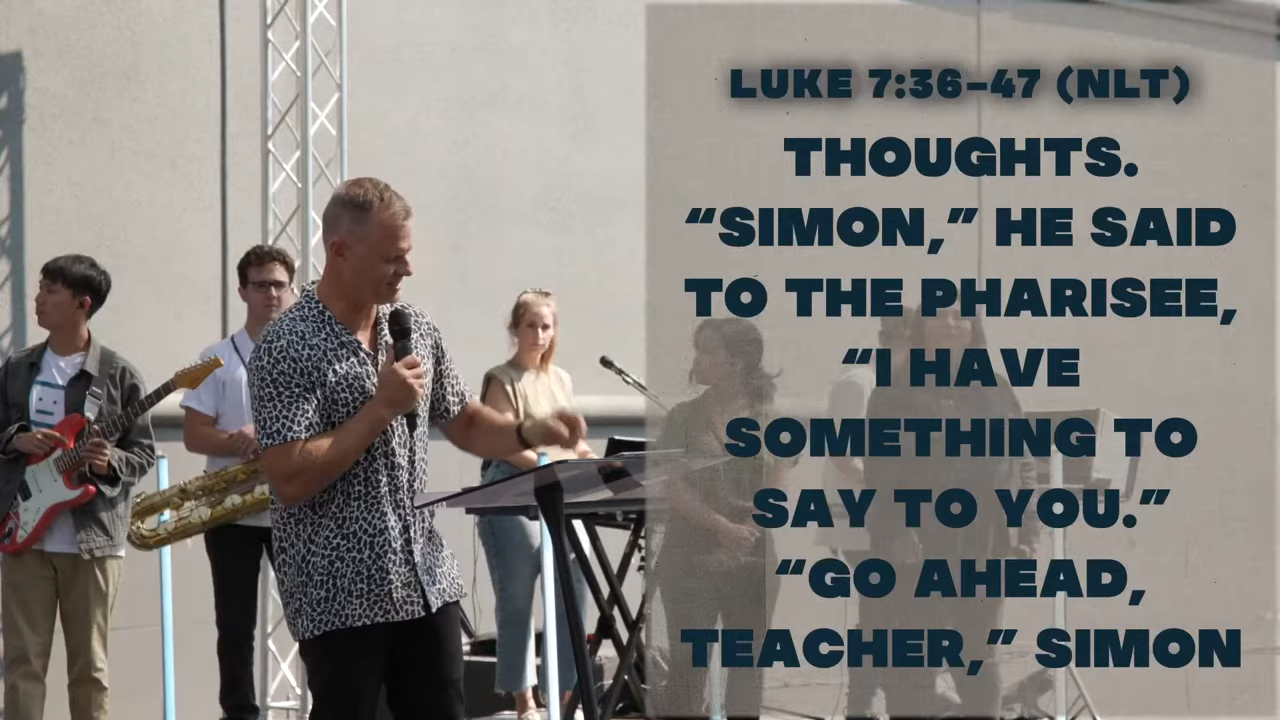 LUKE 7:36-47 (NLT)
THOUGHTS.
“SIMON,” HE SAID
TO THE PHARISEE,
“I HAVE
SOMETHING TO
SAY TO YOU.”
“GO AHEAD,
TEACHER,” SIMON